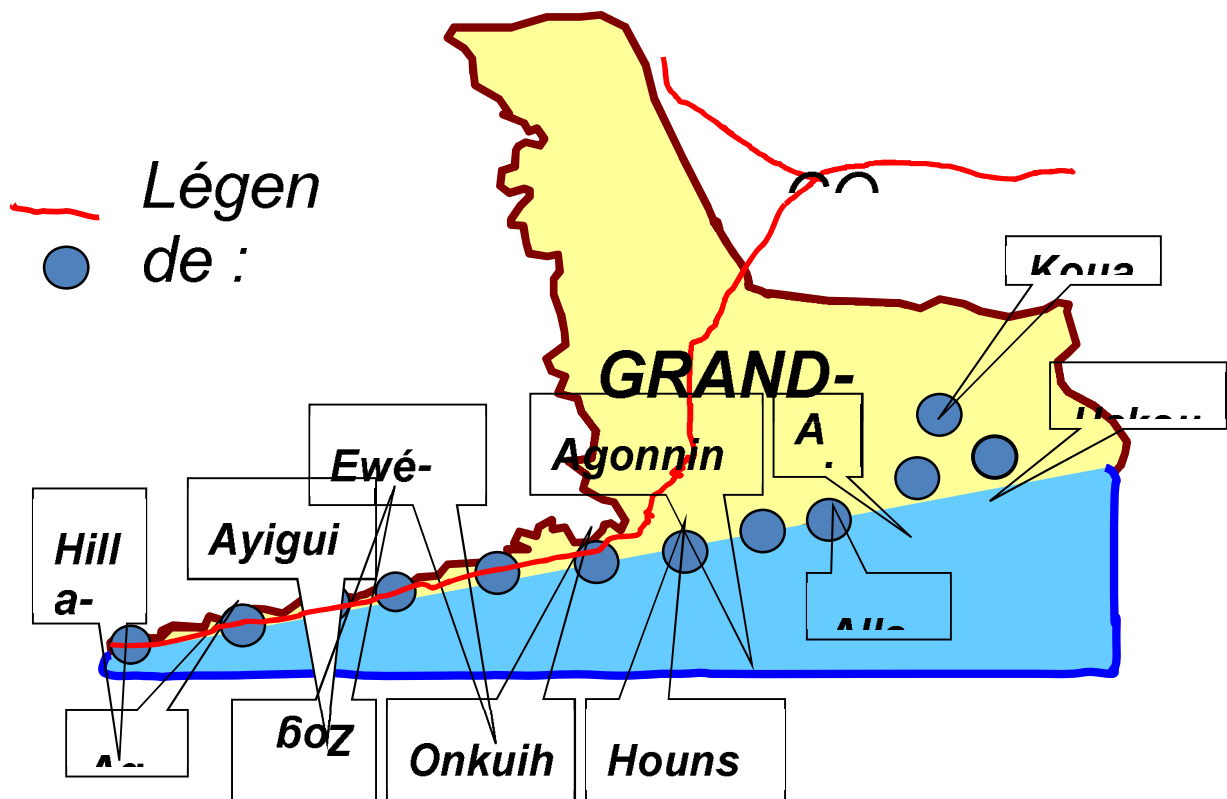 Légen
de :
Koua
GRAND-
A
.
Ewé-
Agonnin
Hill
a-
Ayigui
Zog
Onkuih
Houns